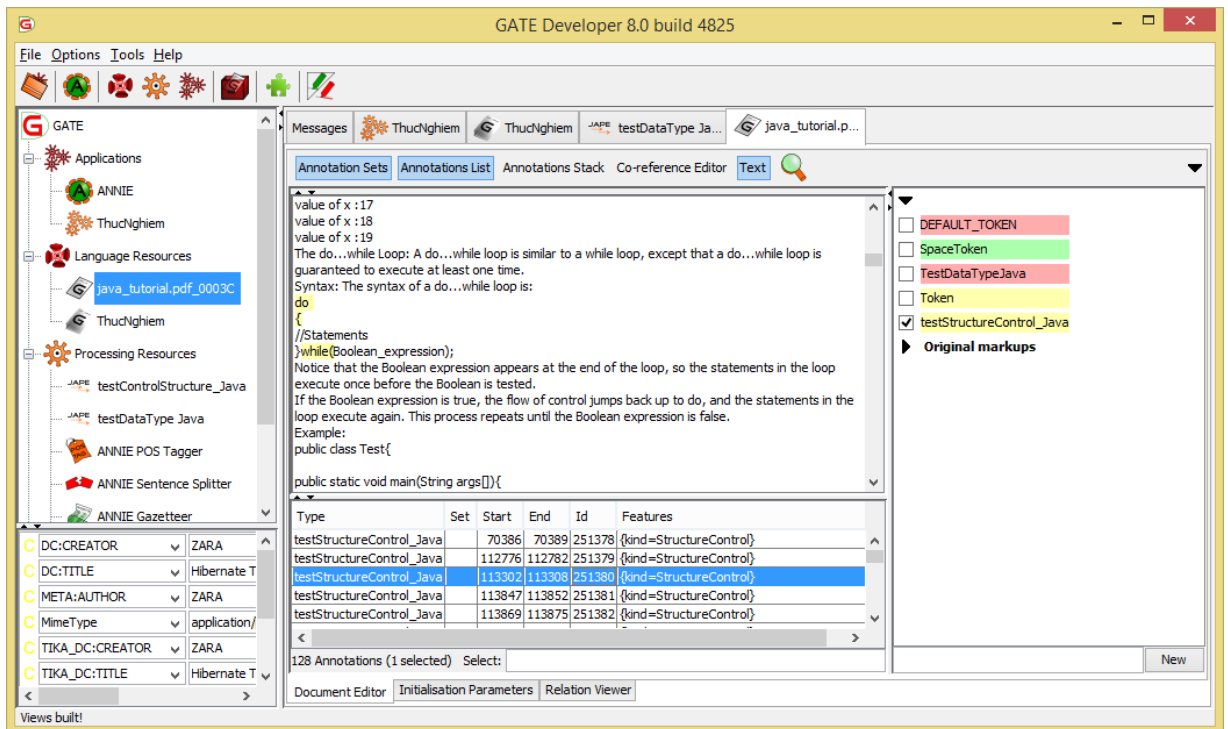 GATE Developer 8.0 build 4825
File Options Tools Help
GATE
Applications
ANNIE
ThucNghiem
Language Resources
java_tutorial.pdf_0003C
ThucNghiem
Processing Resources
testControlStructure_Java
testDataType Java
ANNIE POS Tagger
ANNIE Sentence Splitter
ANNIE Gazetteer
C DC:CREATOR ZARA
C DC:TITLE Hibernate T
C META:AUTHOR ZARA
C MimeType application/
C TIKA_DC:CREATOR ZARA
C TIKA_DC:TITLE Hibernate T
Views built!
Messages ThucNghiem ThucNghiem testDataType Ja... java_tutorial.p...
Annotation Sets Annotations List Annotations Stack Co-reference Editor Text
value of x :17
value of x :18
value of x :19
The do...while Loop: A do...while loop is similar to a while loop, except that a do...while loop is
guaranteed to execute at least one time.
Syntax: The syntax of a do...while loop is:
do
{
//Statements
}while(Boolean_expression);
Notice that the Boolean expression appears at the end of the loop, so the statements in the loop
execute once before the Boolean is tested.
If the Boolean expression is true, the flow of control jumps back up to do, and the statements in the
loop execute again. This process repeats until the Boolean expression is false.
Example:
public class Test{
public static void main(String args[]){
DEFAULT_TOKEN
SpaceToken
TestDataTypeJava
Token
testStructureControl_Java
Original markups
Type Set Start End Id Features
testStructureControl_Java 70386 70389 251378 {kind=StructureControl}
testStructureControl_Java 112776 112782 251379 {kind=StructureControl}
testStructureControl_Java 113302 113308 251380 {kind=StructureControl}
testStructureControl_Java 113847 113852 251381 {kind=StructureControl}
testStructureControl_Java 113869 113875 251382 {kind=StructureControl}
128 Annotations (1 selected) Select:
New
Document Editor Initialisation Parameters Relation Viewer